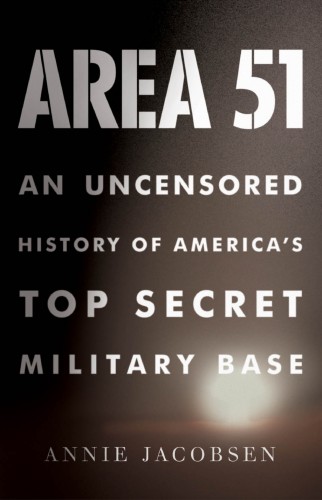 AREA 51
AN UNCENSORED
HISTORY OF AMERICA'S
TOP SECRET
MILITARY BASE
ANNIE JACOBSEN